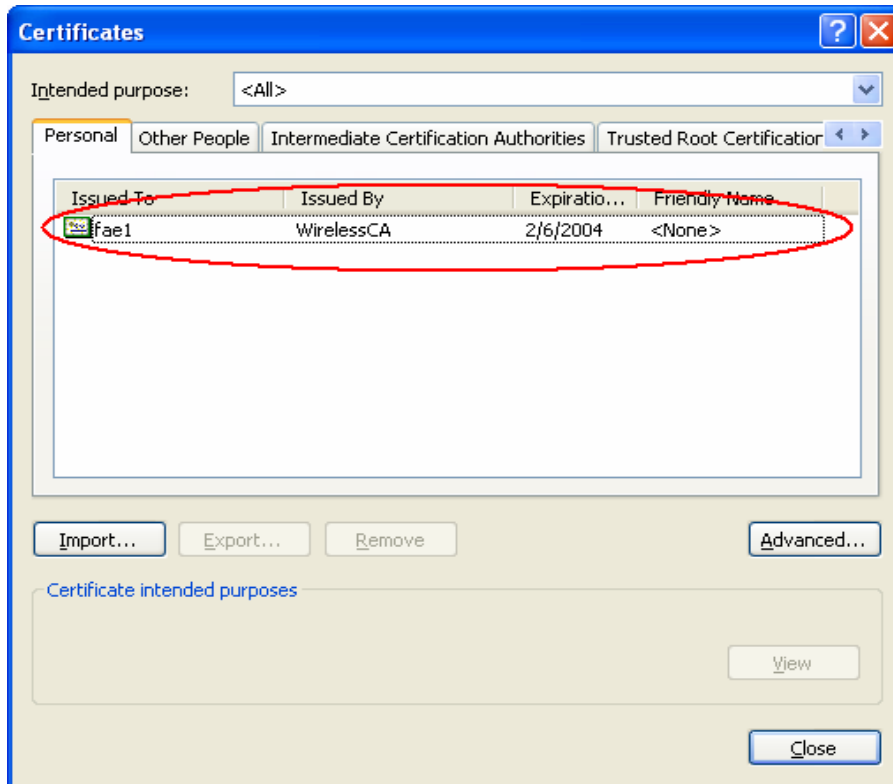 Certificates
Intended purpose: <All>
Personal Other People Intermediate Certification Authorities Trusted Root Certification
Issued To Issued By Expiratio... Friendly Name
fae1 WirelessCA 2/6/2004 <None>
Import... Export... Remove Advanced...
Certificate intended purposes
View
Close